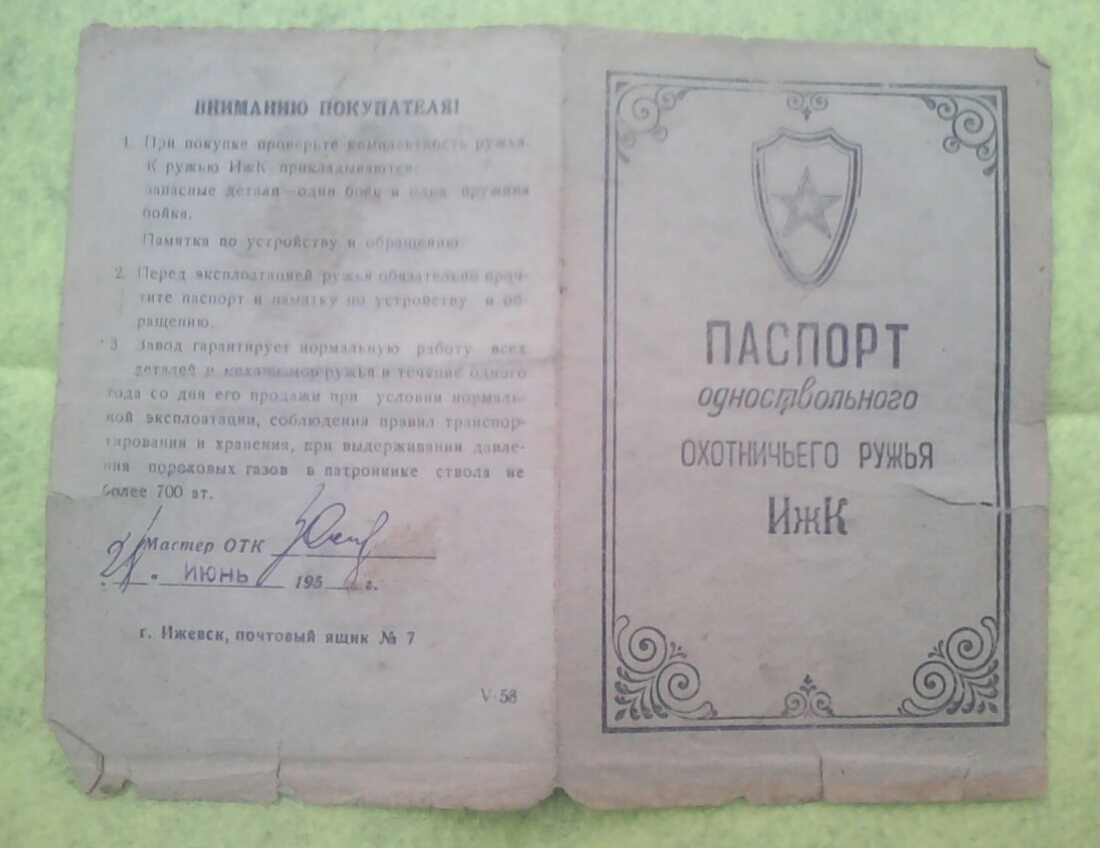 ВНИМАНИЮ ПОКУПАТЕЛЯ!
1. При покупке проверьте комплектность ружья.
К ружью ИжК прикладываются:
запасные детали—один боек и одна пружина
бойка.
Памятка по устройству и обращению.
2. Перед эксплоатацией ружья обязательно проч-
тите паспорт и памятку по устройству и об-
ращению.
3 Завод гарантирует нормальную работу всех
деталей и ружья в течение одного
года со дня его продажи при условии нормаль-
ной эксплоатации, соблюдения правил транспор-
тирования и хранения, при выдерживании давле-
ния пороховых газов в патроннике ствола не
более 700 ат.
Мастер ОТК
" ИЮНЬ 195 г.
г. Ижевск, почтовый ящик № 7
V-58
ПАСПОРТ
одноствольного
ОХОТНИЧЬЕГО РУЖЬЯ
ИжК